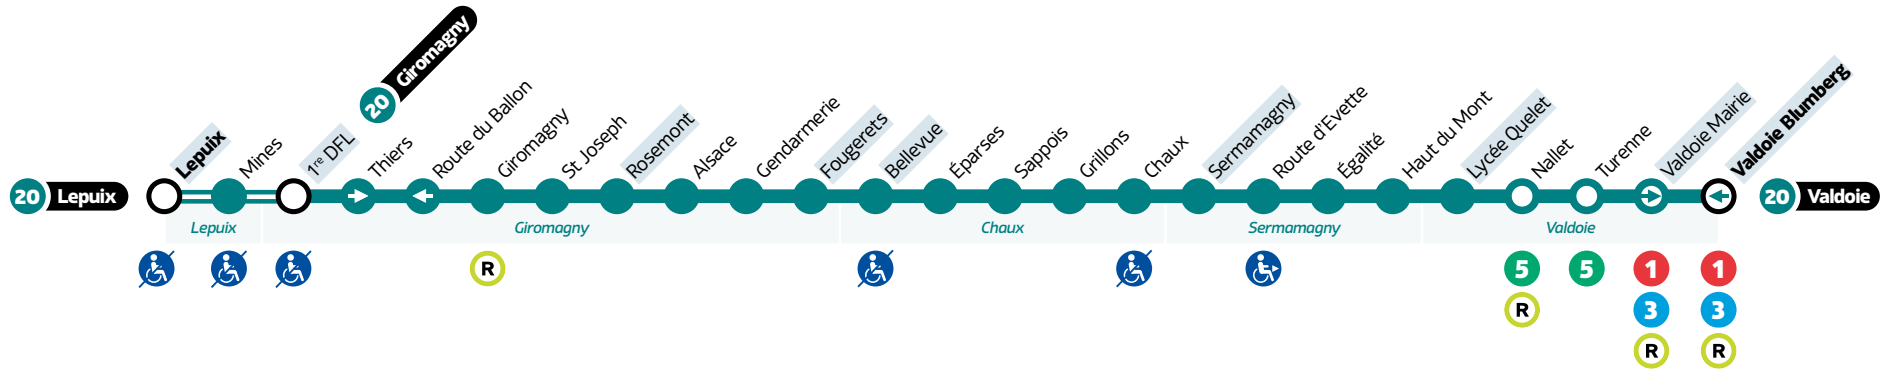 20 Giromagny
Lepuix
Mines
1re DFL
Thiers
Route du Ballon
Giromagny
St Joseph
Rosemont
Alsace
Gendarmerie
Fougerets
Bellevue
Éparses
Sappois
Grillons
Chaux
Sermamagny
Route d'Evette
Égalité
Haut du Mont
Lycée Quelet
Nallet
Turenne
Valdoie Mairie
Valdoie Blumberg
20 Lepuix
20 Valdoie
Lepuix
Giromagny
Chaux
Sermamagny
Valdoie
R
5
5
1
1
R
3
3
R
R